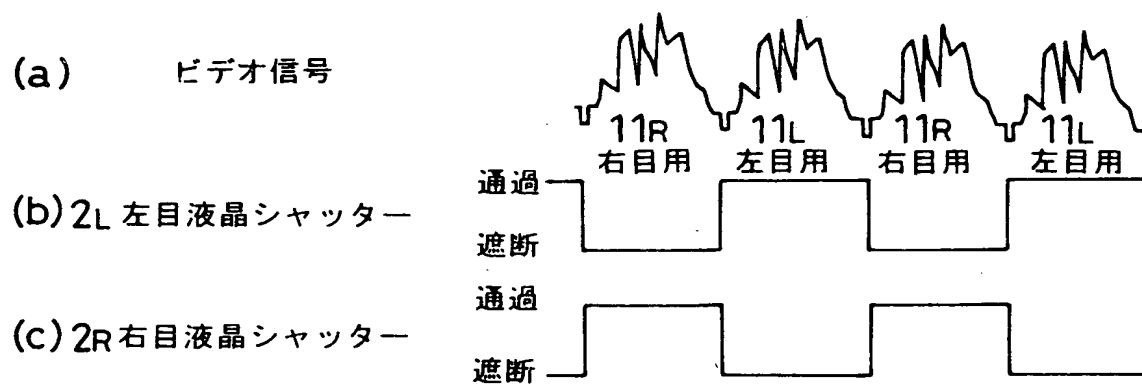 (a) ビデオ信号
11R 11L 11R 11L
右目用 左目用 右目用 左目用
通過
(b) 2L 左目液晶シャッター
遮断
通過
(c) 2R 右目液晶シャッター
遮断